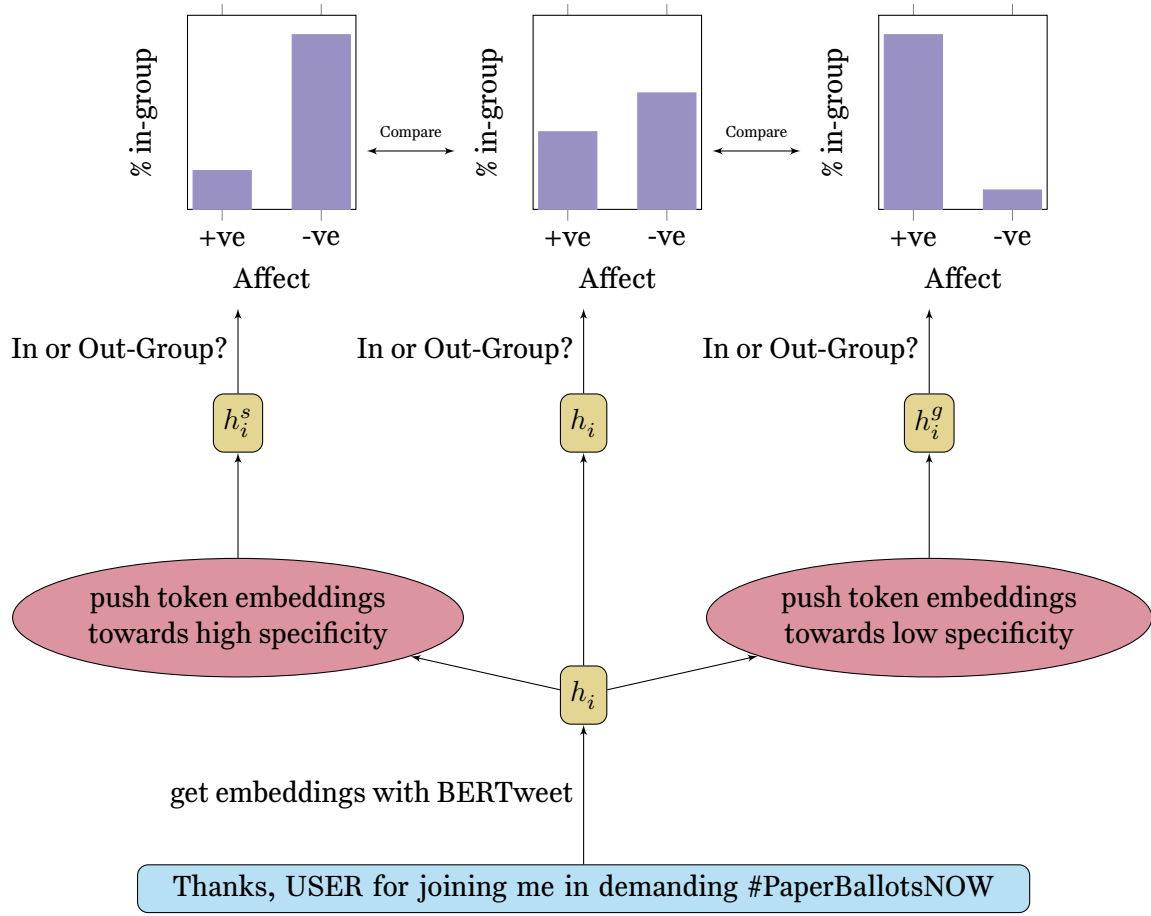 % in-group
Compare
% in-group
Compare
% in-group
+ve -ve
+ve -ve
+ve -ve
Affect
Affect
Affect
In or Out-Group?
In or Out-Group?
In or Out-Group?
h_i^s
h_i
h_i^g
push token embeddings
towards high specificity
push token embeddings
towards low specificity
h_i
get embeddings with BERTweet
Thanks, USER for joining me in demanding #PaperBallotsNOW